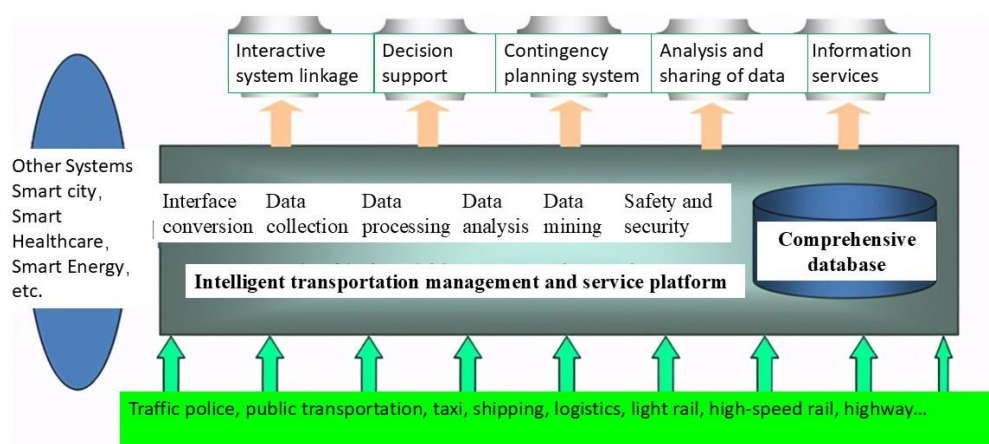 Interactive
system linkage
Decision
support
Contingency
planning system
Analysis and
sharing of data
Information
services
Other Systems
Smart city,
Smart
Healthcare,
Smart Energy,
etc.
Interface
conversion
Data
collection
Data
processing
Data
analysis
Data
mining
Safety and
security
Comprehensive
database
Intelligent transportation management and service platform
Traffic police, public transportation, taxi, shipping, logistics, light rail, high-speed rail, highway...